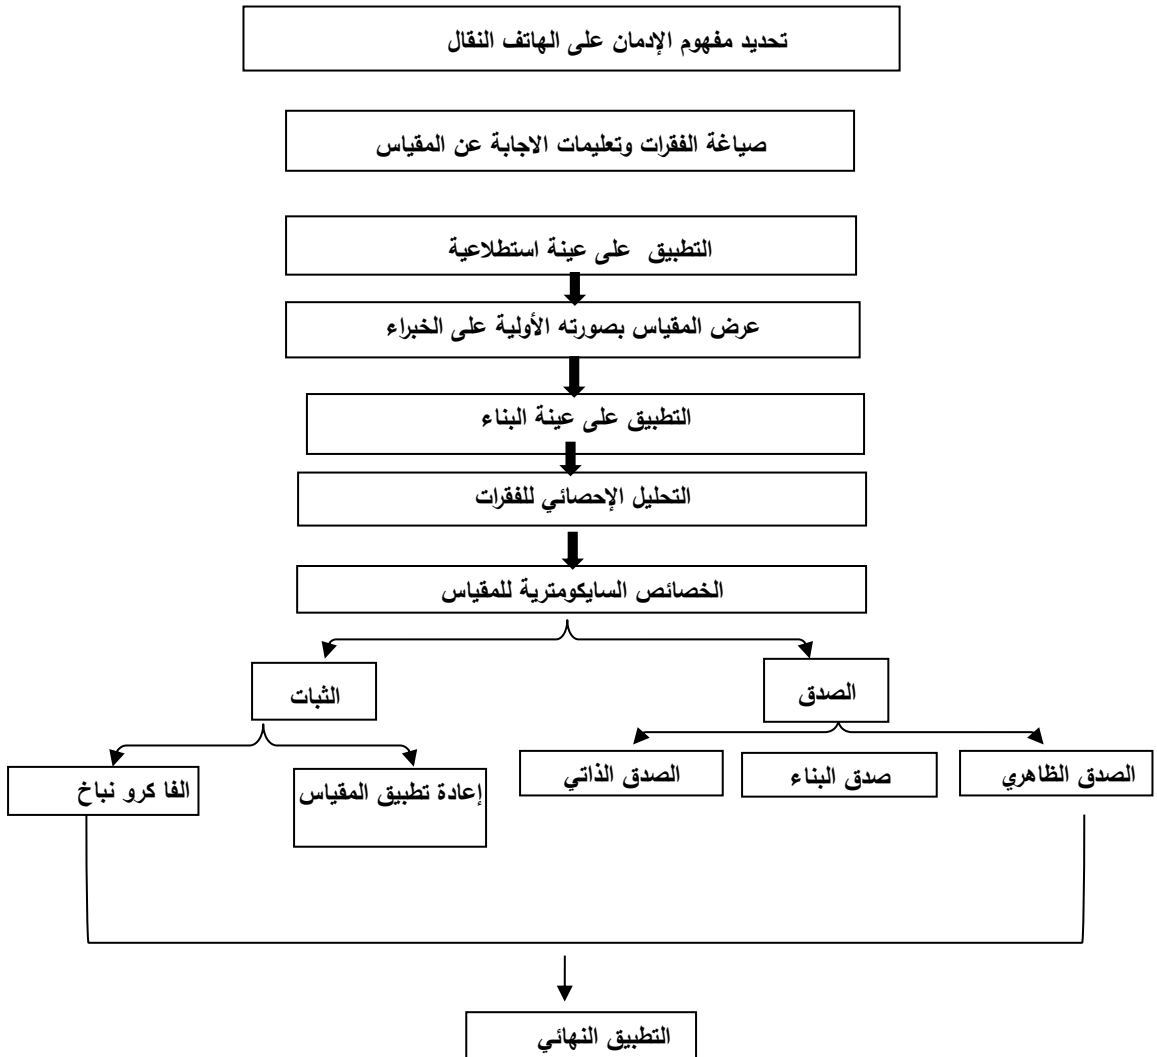 تحديد مفهوم الإدمان على الهاتف النقال
صياغة الفقرات وتعليمات الاجابة عن المقياس
التطبيق على عينة استطلاعية
عرض المقياس بصورته الأولية على الخبراء
التطبيق على عينة البناء
التحليل الإحصائي للفقرات
الخصائص السايكومترية للمقياس
الصدق
الثبات
الصدق الظاهري
صدق البناء
الصدق الذاتي
إعادة تطبيق المقياس
الفا كرو نباخ
التطبيق النهائي